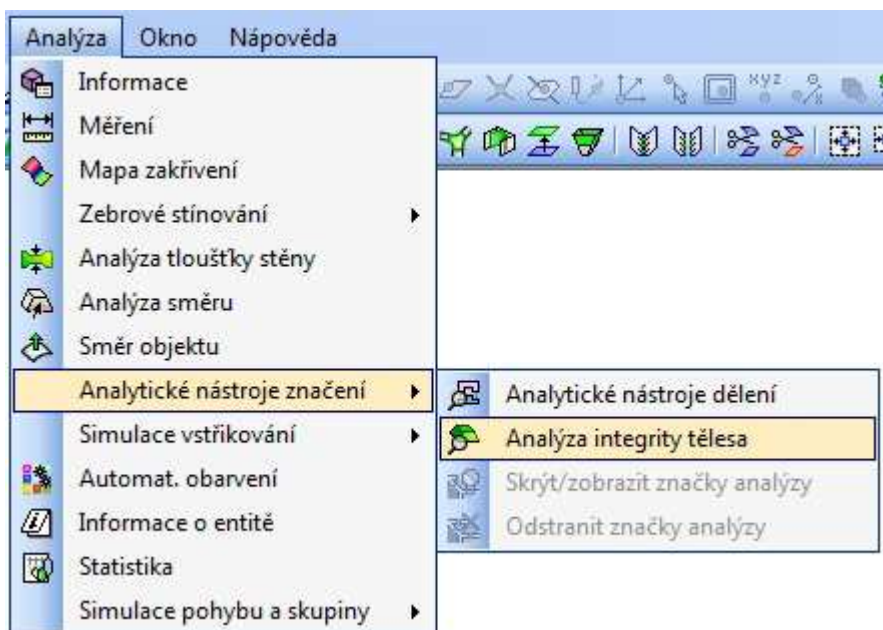 Analýza Okno Nápověda
Informace
Měření
Mapa zakřivení
Zebrové stínování
Analýza tloušťky stěny
Analýza směru
Směr objektu
Analytické nástroje značení
Simulace vstřikování
Automat. obarvení
Informace o entitě
Statistika
Simulace pohybu a skupiny
xyz
Analytické nástroje dělení
Analýza integrity tělesa
Skrýt/zobrazit značky analýzy
Odstranit značky analýzy